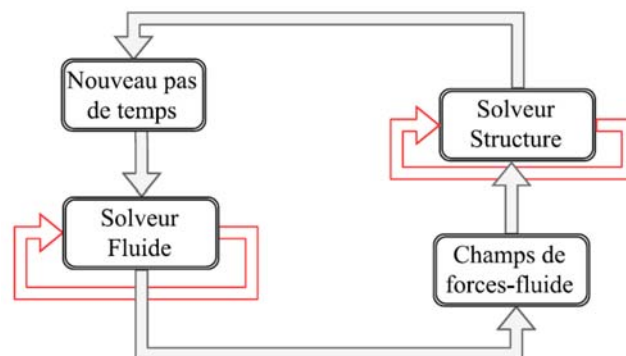 Nouveau pas
de temps
Solveur
Fluide
Champs de
forces-fluide
Solveur
Structure